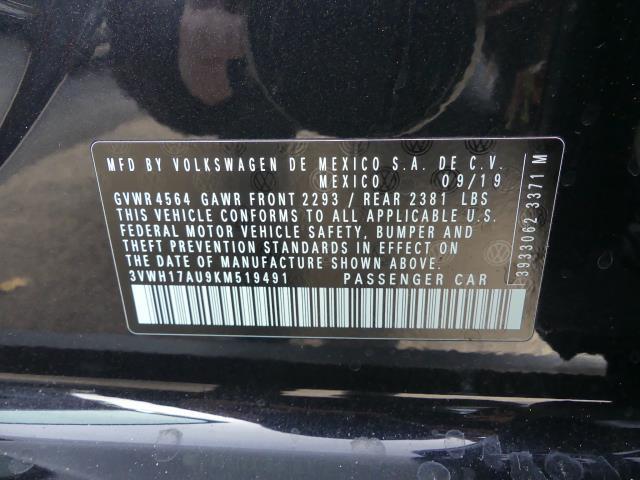 MFD BY VOLKSWAGEN DE MEXICO S.A. DE C.V.
MEXICO 09/19
GVWR 4564 GAWR FRONT 2293 / REAR 2381 LBS
THIS VEHICLE CONFORMS TO ALL APPLICABLE U.S.
FEDERAL MOTOR VEHICLE SAFETY, BUMPER AND
THEFT PREVENTION STANDARDS IN EFFECT ON
THE DATE OF MANUFACTURE SHOWN ABOVE
3VWH17AU9KM519491 PASSENGER CAR
3933062 3371 M